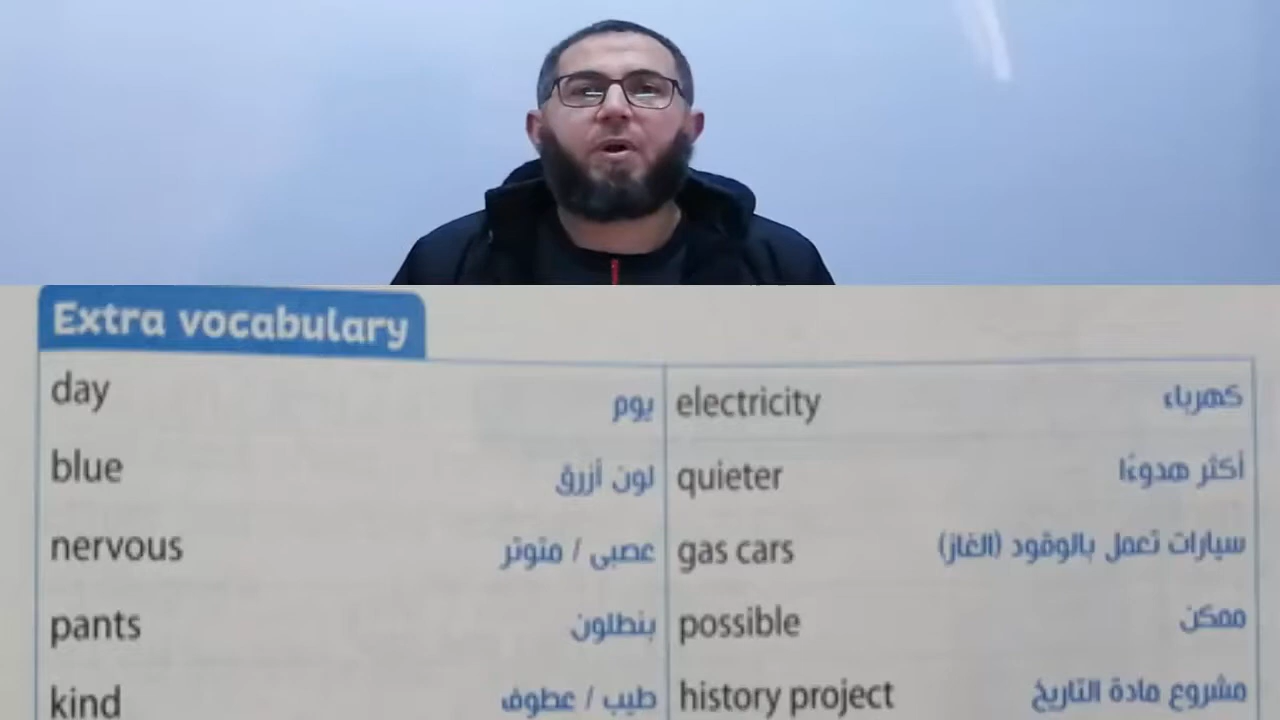 Extra vocabulary
day يوم electricity كهرباء
blue لون أزرق quieter أكثر هدوءًا
nervous عصبى / متوتر gas cars سيارات تعمل بالوقود (الغاز)
pants بنطلون possible ممكن
kind طيب / عطوف history project مشروع مادة التاريخ